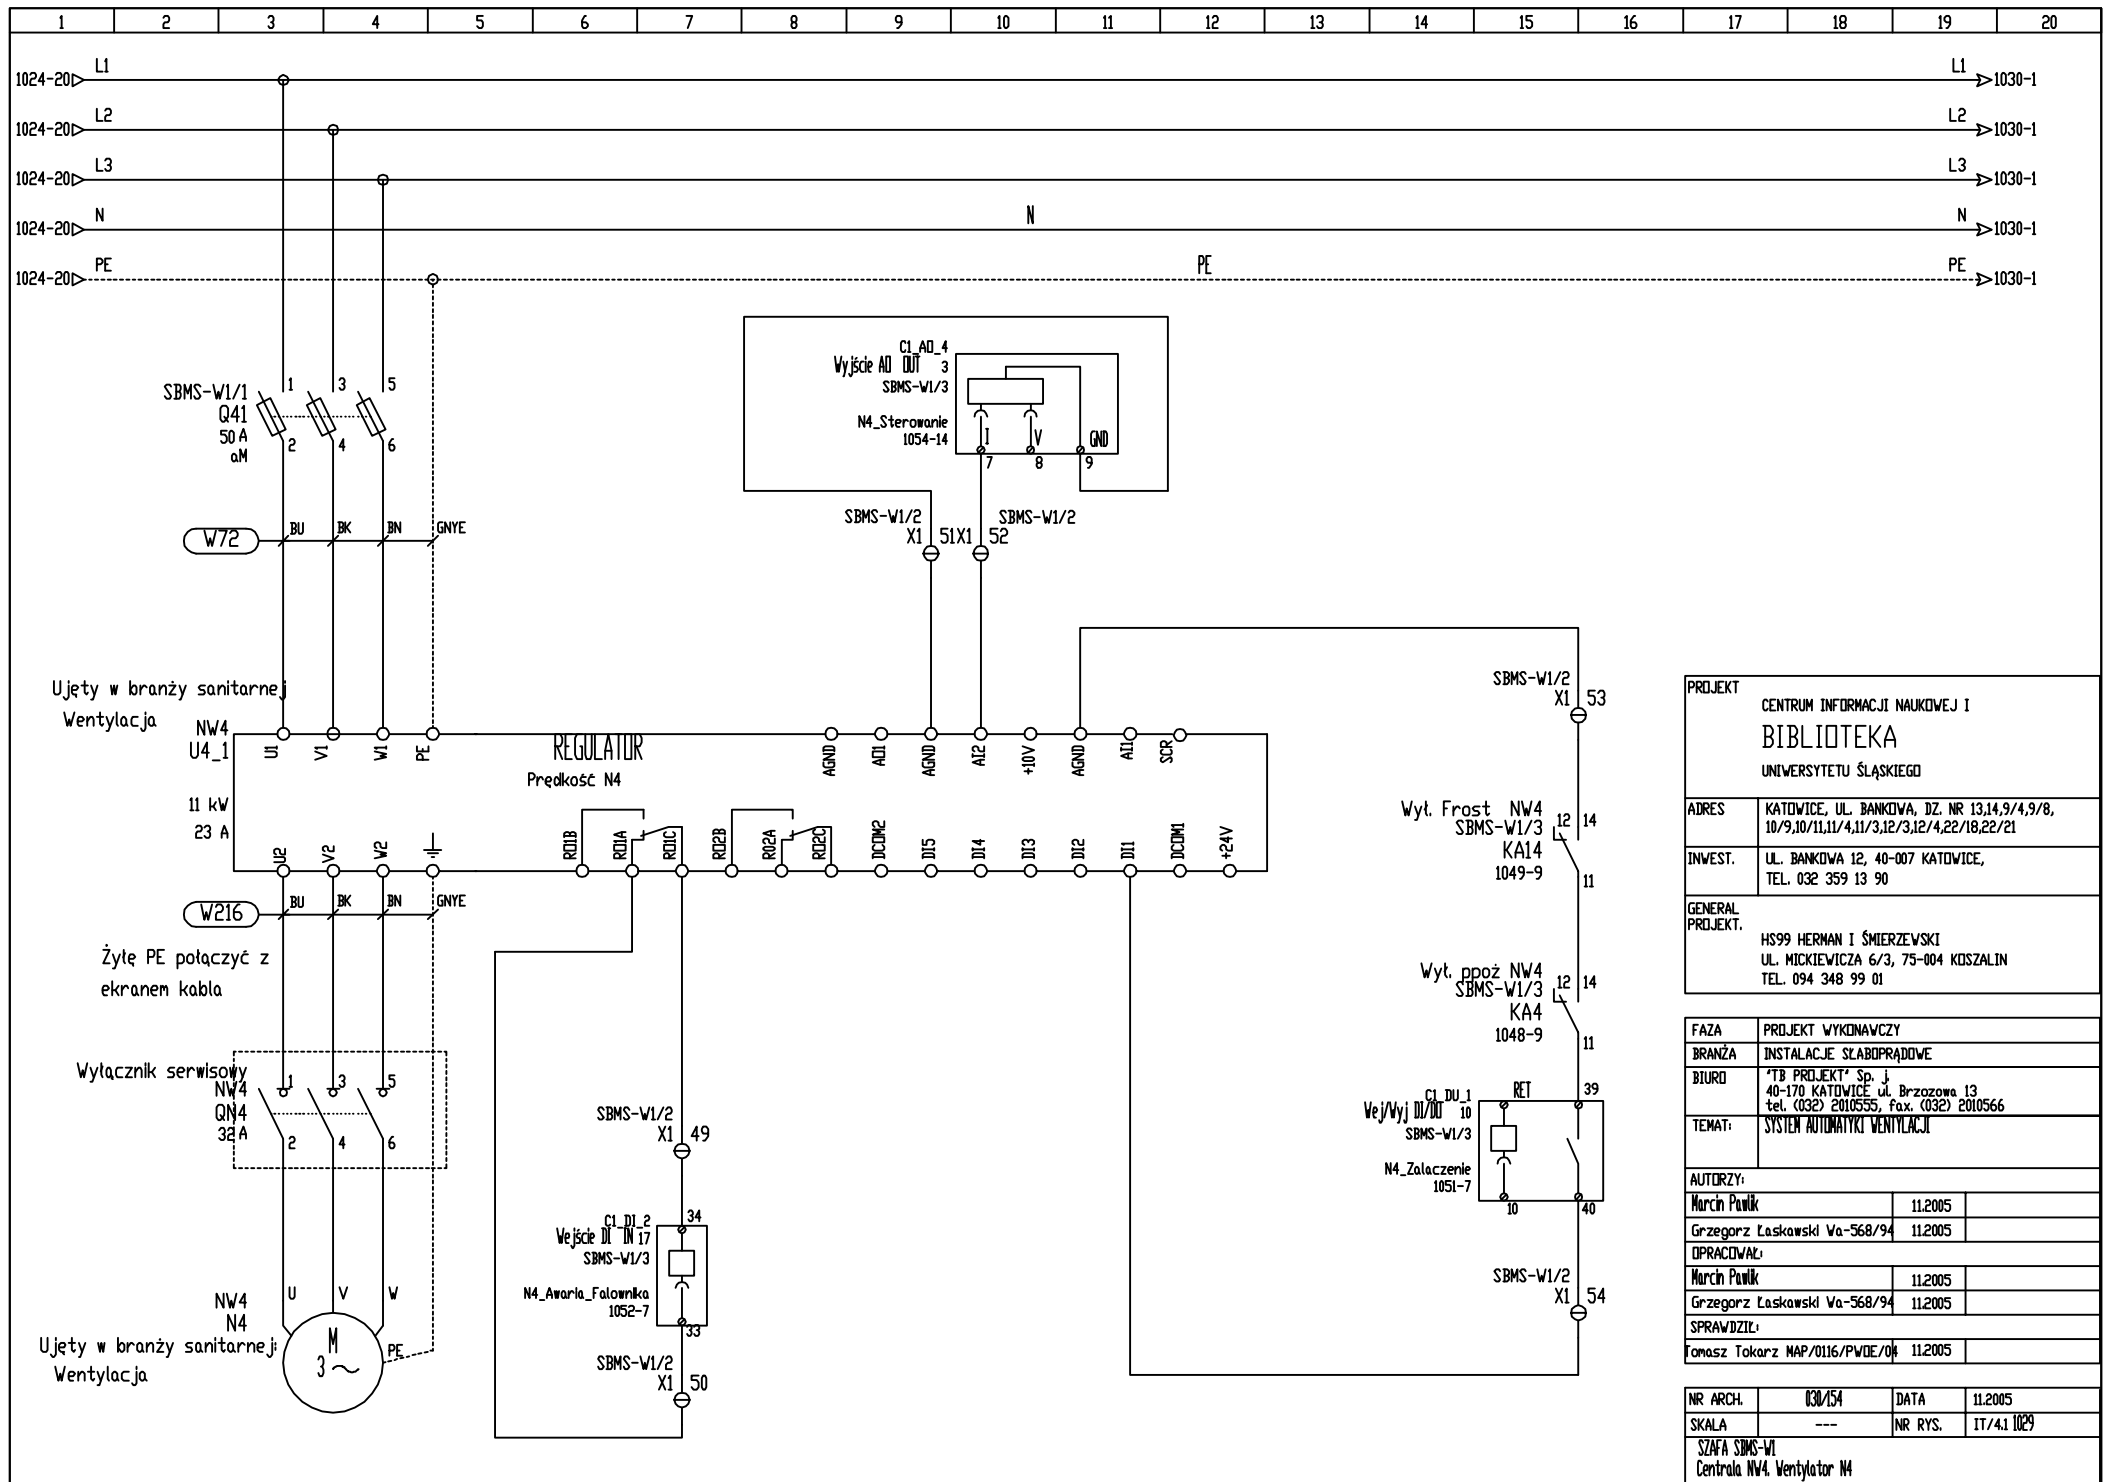 1 2 3 4 5 6 7 8 9 10 11 12 13 14 15 16 17 18 19 20
L1 L1
1024-20 1030-1
L2 L2
1024-20 1030-1
L3 L3
1024-20 1030-1
N N N
1024-20 1030-1
PE PE PE
1024-20 1030-1
SBMS-W1/1
Q41
50 A
aM
1 3 5
2 4 6
W72
BU BK BN GNYE
C1_AO_4
Wyjście AO OUT 3
SBMS-W1/3
N4_Sterowanie
1054-14
I V GND
7 8 9
SBMS-W1/2 SBMS-W1/2
X1 51 X1 52
Ujęty w branży sanitarnej
Wentylacja
NW4
U4_1
11 kW
23 A
U1 V1 W1 PE
REGULATOR
Prędkość N4
AGND AO1 AGND AI2 +10V AGND AI1 SCR
U2 V2 W2
RO1B RO1A RO1C RO2B RO2A RO2C DCOM2 DI5 DI4 DI3 DI2 DI1 DCOM1 +24V
W216
BU BK BN GNYE
Żyłę PE połączyć z
ekranem kabla
Wyłącznik serwisowy
NW4
QN4
32 A
1 3 5
2 4 6
U V W
NW4
N4
Ujęty w branży sanitarnej:
Wentylacja
M
3
PE
SBMS-W1/2
X1 49
C1_DI_2
Wejście DI IN 17
SBMS-W1/3
N4_Awaria_Falownika
1052-7
34
33
SBMS-W1/2
X1 50
SBMS-W1/2
X1 53
Wył. Frost NW4
SBMS-W1/3
KA14
1049-9
12 14
11
Wył. ppoż NW4
SBMS-W1/3
KA4
1048-9
12 14
11
C1_DU_1
Wej/Wyj DI/DO 10
SBMS-W1/3
N4_Zalaczenie
1051-7
RET
39
10 40
SBMS-W1/2
X1 54
PROJEKT
CENTRUM INFORMACJI NAUKOWEJ I
BIBLIOTEKA
UNIWERSYTETU ŚLĄSKIEGO
ADRES KATOWICE, UL. BANKOWA, DZ. NR 13,14,9/4,9/8,
10/9,10/11,11/4,11/3,12/3,12/4,22/18,22/21
INWEST. UL. BANKOWA 12, 40-007 KATOWICE,
TEL. 032 359 13 90
GENERAL
PROJEKT.
HS99 HERMAN I ŚMIERZEWSKI
UL. MICKIEWICZA 6/3, 75-004 KOSZALIN
TEL. 094 348 99 01
FAZA PROJEKT WYKONAWCZY
BRANŻA INSTALACJE SŁABOPRĄDOWE
BIURO "TB PROJEKT" Sp. j.
40-170 KATOWICE ul. Brzozowa 13
tel. (032) 2010555, fax. (032) 2010566
TEMAT: SYSTEM AUTOMATYKI WENTYLACJI
AUTORZY:
Marcin Pawlik 11.2005
Grzegorz Łaskawski Wa-568/94 11.2005
OPRACOWAŁ:
Marcin Pawlik 11.2005
Grzegorz Łaskawski Wa-568/94 11.2005
SPRAWDZIŁ:
Tomasz Tokarz MAP/0116/PWOE/04 11.2005
NR ARCH. 030/154 DATA 11.2005
SKALA --- NR RYS. IT/4.1 1029
SZAFA SBMS-W1
Centrala NW4. Wentylator N4